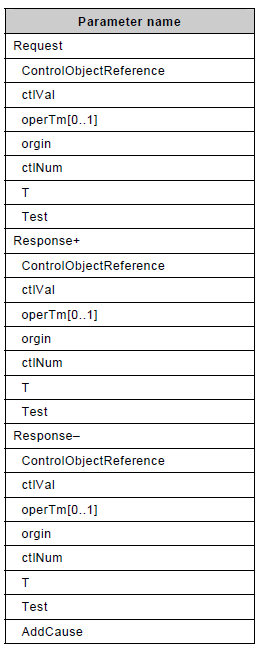 Parameter name
Request
ControlObjectReference
ctlVal
operTm[0..1]
orgin
ctlNum
T
Test
Response+
ControlObjectReference
ctlVal
operTm[0..1]
orgin
ctlNum
T
Test
Response–
ControlObjectReference
ctlVal
operTm[0..1]
orgin
ctlNum
T
Test
AddCause